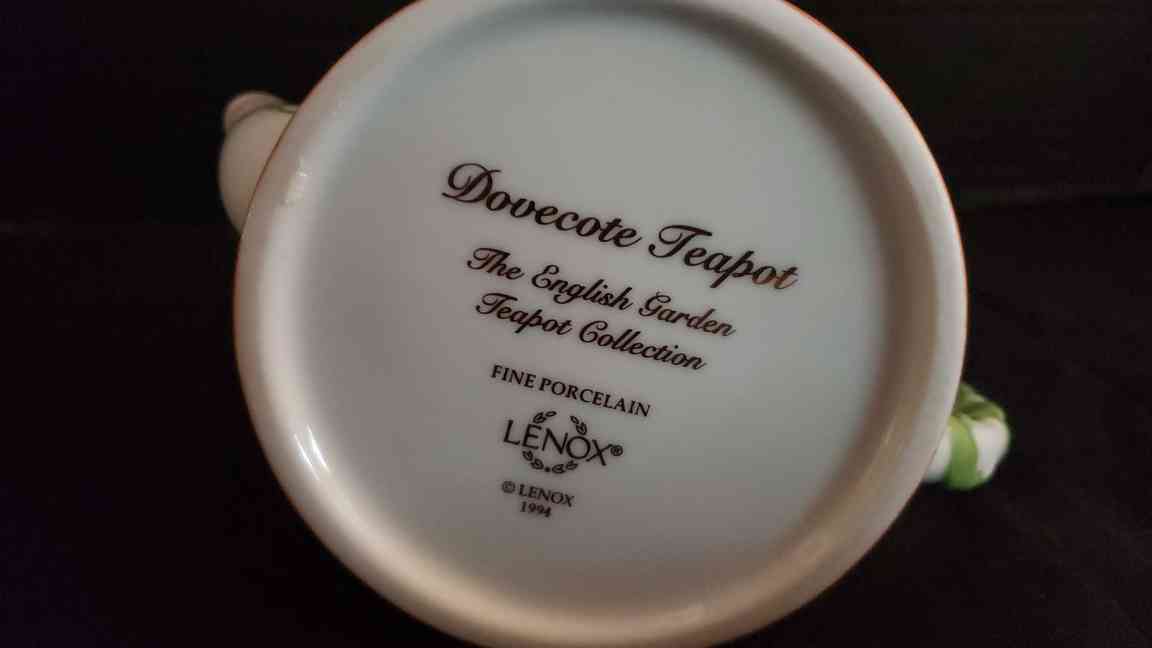 Dovecote Teapot
The English Garden
Teapot Collection
FINE PORCELAIN
LENOX®
© LENOX
1994